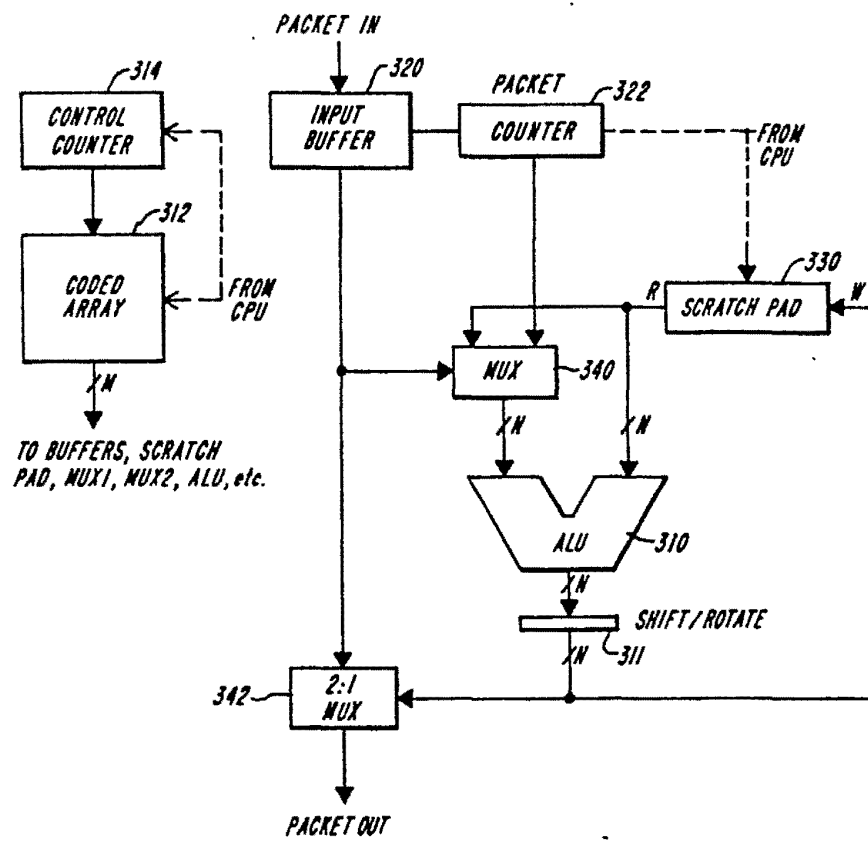 PACKET IN
314
CONTROL
COUNTER
320
INPUT
BUFFER
PACKET
322
COUNTER
FROM
CPU
312
CODED
ARRAY
FROM
CPU
M
TO BUFFERS, SCRATCH
PAD, MUX1, MUX2, ALU, etc.
330
R
SCRATCH PAD
W
MUX
340
N
N
ALU
310
N
SHIFT/ROTATE
311
N
342
2:1
MUX
PACKET OUT